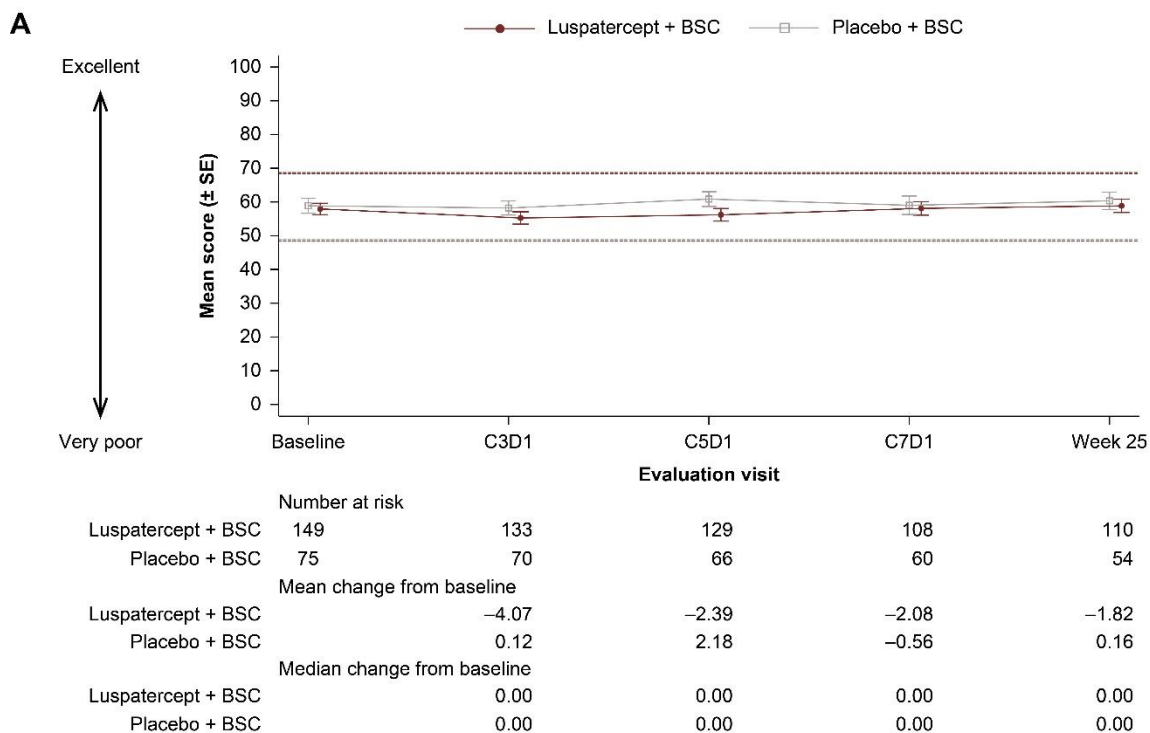 A
Luspatercept + BSC Placebo + BSC
Excellent
Very poor
Mean score (± SE)
100
90
80
70
60
50
40
30
20
10
0
Baseline C3D1 C5D1 C7D1 Week 25
Evaluation visit
Number at risk
Luspatercept + BSC 149 133 129 108 110
Placebo + BSC 75 70 66 60 54
Mean change from baseline
Luspatercept + BSC –4.07 –2.39 –2.08 –1.82
Placebo + BSC 0.12 2.18 –0.56 0.16
Median change from baseline
Luspatercept + BSC 0.00 0.00 0.00 0.00
Placebo + BSC 0.00 0.00 0.00 0.00